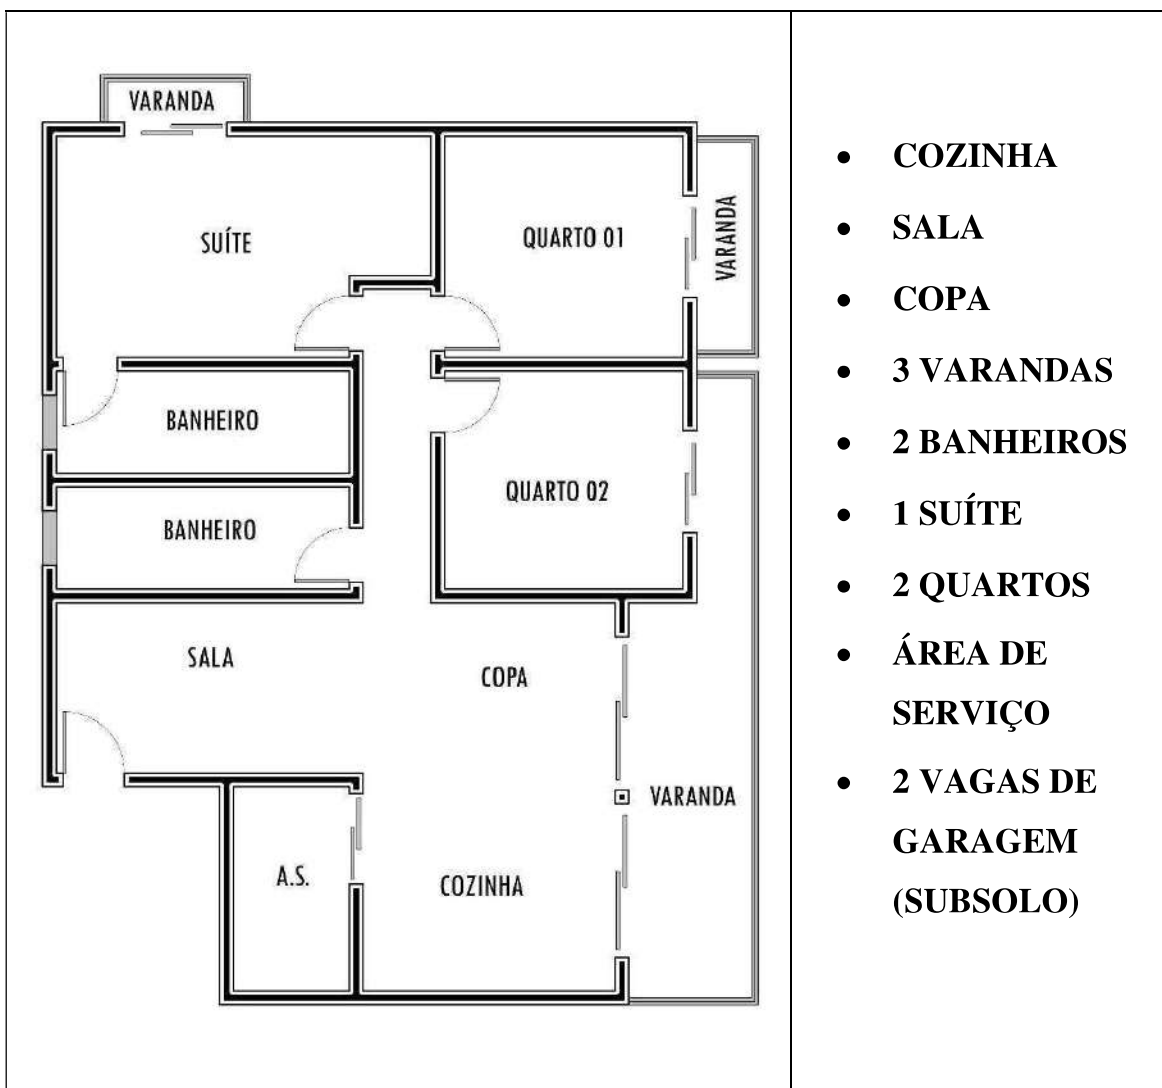 VARANDA
SUÍTE
QUARTO 01
VARANDA
BANHEIRO
QUARTO 02
BANHEIRO
SALA
COPA
VARANDA
A.S.
COZINHA
• COZINHA
• SALA
• COPA
• 3 VARANDAS
• 2 BANHEIROS
• 1 SUÍTE
• 2 QUARTOS
• ÁREA DE
SERVIÇO
• 2 VAGAS DE
GARAGEM
(SUBSOLO)